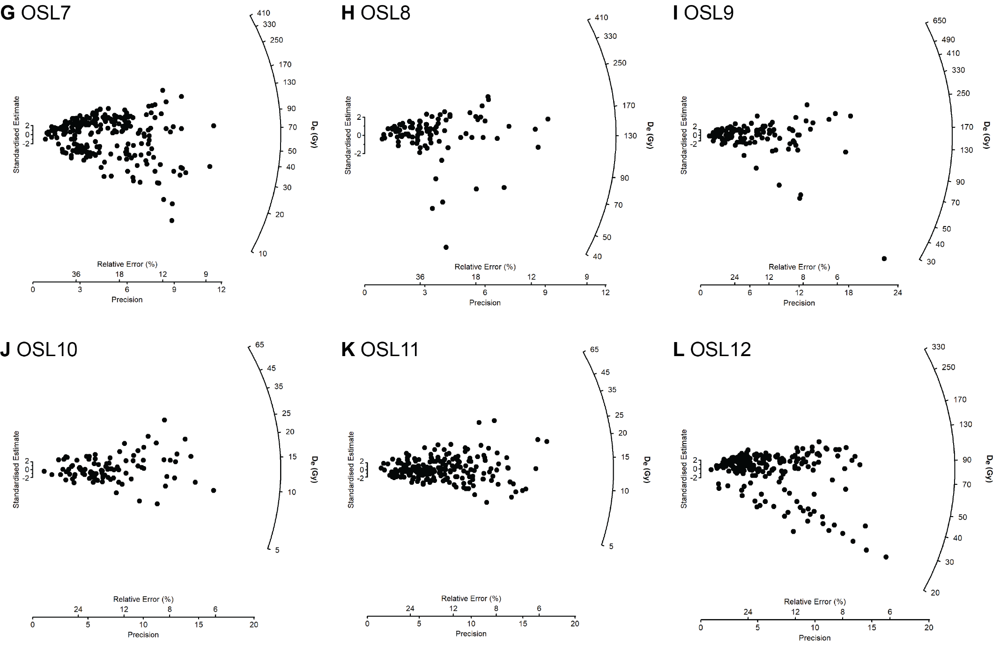 G OSL7
410
330
250
170
130
90
70
50
40
30
20
10
De (Gy)
Standardised Estimate
2
0
-2
Relative Error (%)
36 18 12 9
0 3 6 9 12
Precision
H OSL8
410
330
250
170
130
90
70
50
40
De (Gy)
Standardised Estimate
2
0
-2
Relative Error (%)
36 18 12 9
0 3 6 9 12
Precision
I OSL9
650
490
410
330
250
170
130
90
70
50
40
30
De (Gy)
Standardised Estimate
2
0
-2
Relative Error (%)
24 12 8 6
0 6 12 18 24
Precision
J OSL10
65
45
35
25
20
15
10
5
De (Gy)
Standardised Estimate
2
0
-2
Relative Error (%)
24 12 8 6
0 5 10 15 20
Precision
K OSL11
65
45
35
25
20
15
10
5
De (Gy)
Standardised Estimate
2
0
-2
Relative Error (%)
24 12 8 6
0 5 10 15 20
Precision
L OSL12
330
250
170
130
90
70
50
40
30
20
De (Gy)
Standardised Estimate
2
0
-2
Relative Error (%)
24 12 8 6
0 5 10 15 20
Precision